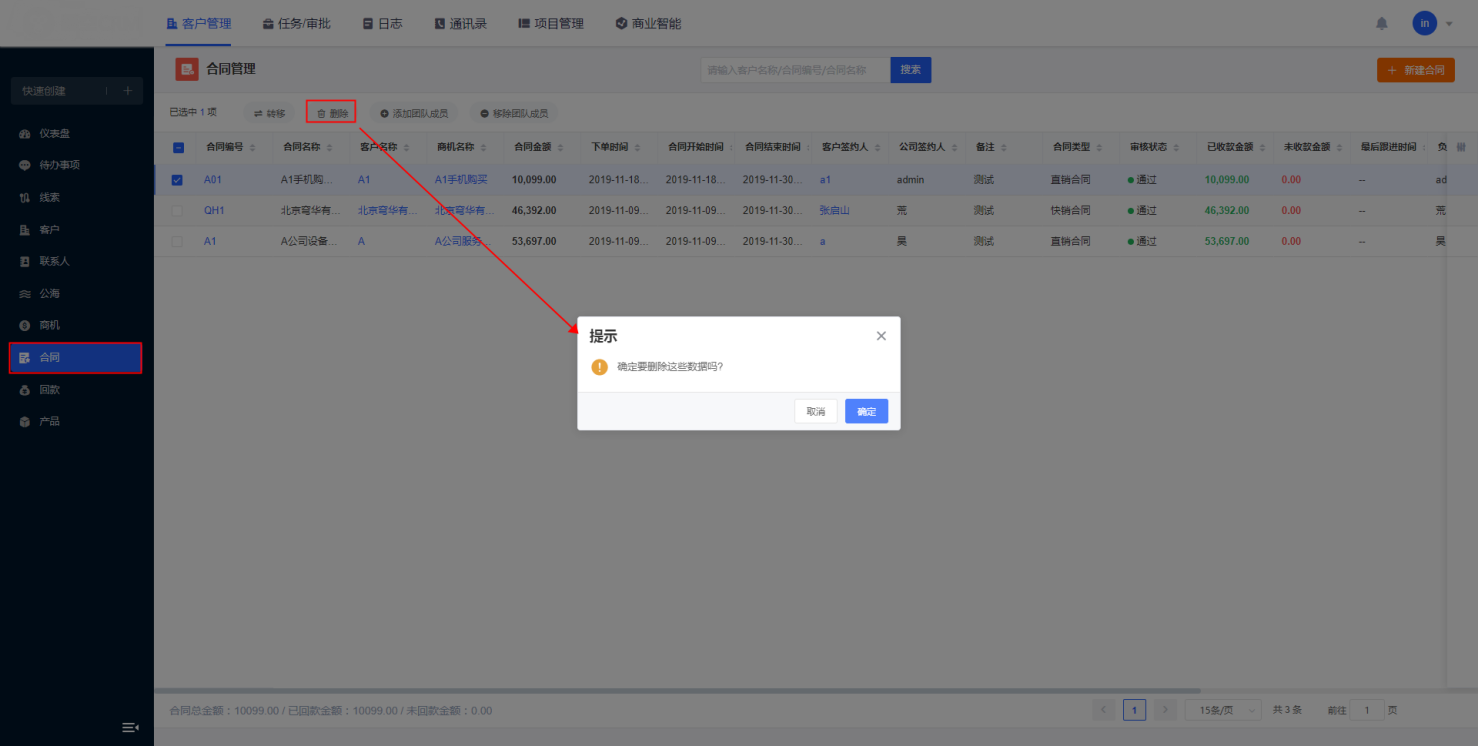 客户管理 任务/审批 日志 通讯录 项目管理 商业智能 in
合同管理 请输入客户名称/合同编号/合同名称 搜索 + 新建合同
快速创建 +
仪表盘
待办事项
线索
客户
联系人
公海
商机
合同
回款
产品
已选中 1 项 转移 删除 添加团队成员 移除团队成员
合同编号 合同名称 客户名称 商机名称 合同金额 下单时间 合同开始时间 合同结束时间 客户签约人 公司签约人 备注 合同类型 审核状态 已收款金额 未收款金额 最后跟进时间 负
A01 A1手机购... A1 A1手机购买 10,099.00 2019-11-18... 2019-11-18... 2019-11-30... a1 admin 测试 直销合同 通过 10,099.00 0.00 -- ad
QH1 北京穹华有... 北京穹华有... 北京穹华有... 46,392.00 2019-11-09... 2019-11-09... 2019-11-30... 张启山 荒 测试 快销合同 通过 46,392.00 0.00 -- 荒
A1 A公司设备... A A公司服务... 53,697.00 2019-11-09... 2019-11-09... 2019-11-30... a 昊 测试 直销合同 通过 53,697.00 0.00 -- 昊
提示
确定要删除这些数据吗?
取消 确定
合同总金额：10099.00 / 已回款金额：10099.00 / 未回款金额：0.00 1 15条/页 共 3 条 前往 1 页